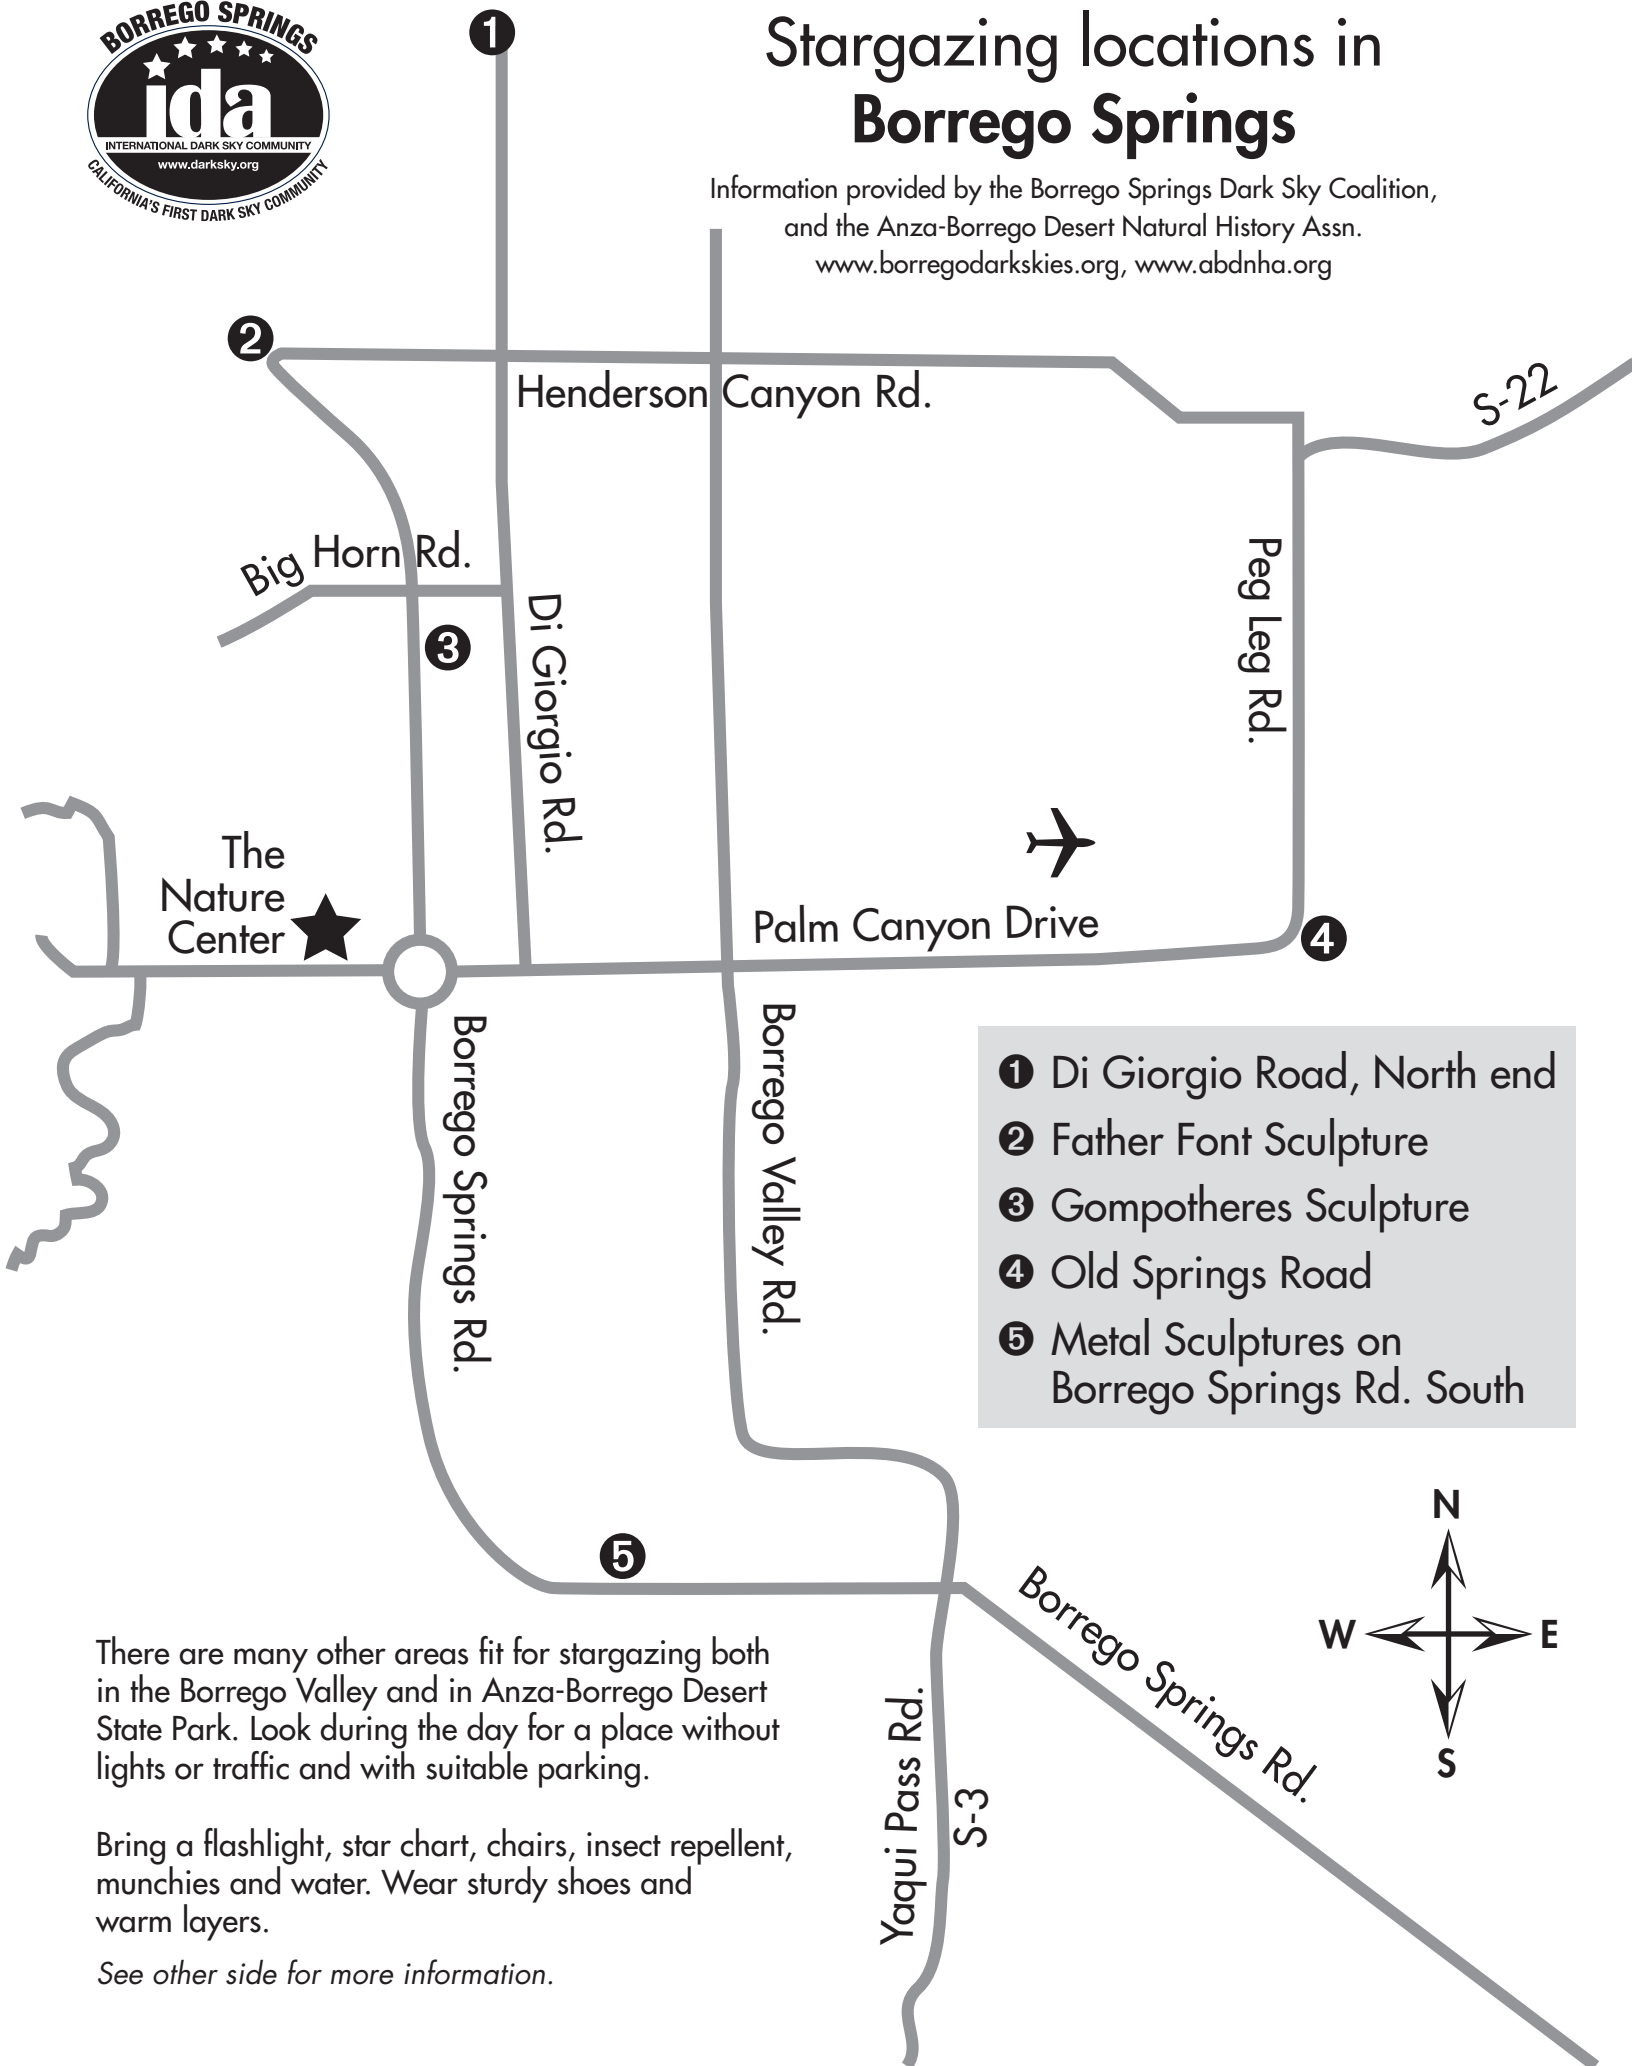 BORREGO SPRINGS
ida
INTERNATIONAL DARK SKY COMMUNITY
www.darksky.org
CALIFORNIA'S FIRST DARK SKY COMMUNITY
1
Stargazing locations in
Borrego Springs
Information provided by the Borrego Springs Dark Sky Coalition,
and the Anza-Borrego Desert Natural History Assn.
www.borregodarkskies.org, www.abdnha.org
2
Henderson Canyon Rd.
S-22
Big Horn Rd.
3
Di Giorgio Rd.
Peg Leg Rd.
The
Nature
Center
Palm Canyon Drive
4
Borrego Springs Rd.
Borrego Valley Rd.
1 Di Giorgio Road, North end
2 Father Font Sculpture
3 Gompotheres Sculpture
4 Old Springs Road
5 Metal Sculptures on
Borrego Springs Rd. South
5
N
W
E
S
Borrego Springs Rd.
Yaqui Pass Rd.
S-3
There are many other areas fit for stargazing both
in the Borrego Valley and in Anza-Borrego Desert
State Park. Look during the day for a place without
lights or traffic and with suitable parking.
Bring a flashlight, star chart, chairs, insect repellent,
munchies and water. Wear sturdy shoes and
warm layers.
See other side for more information.